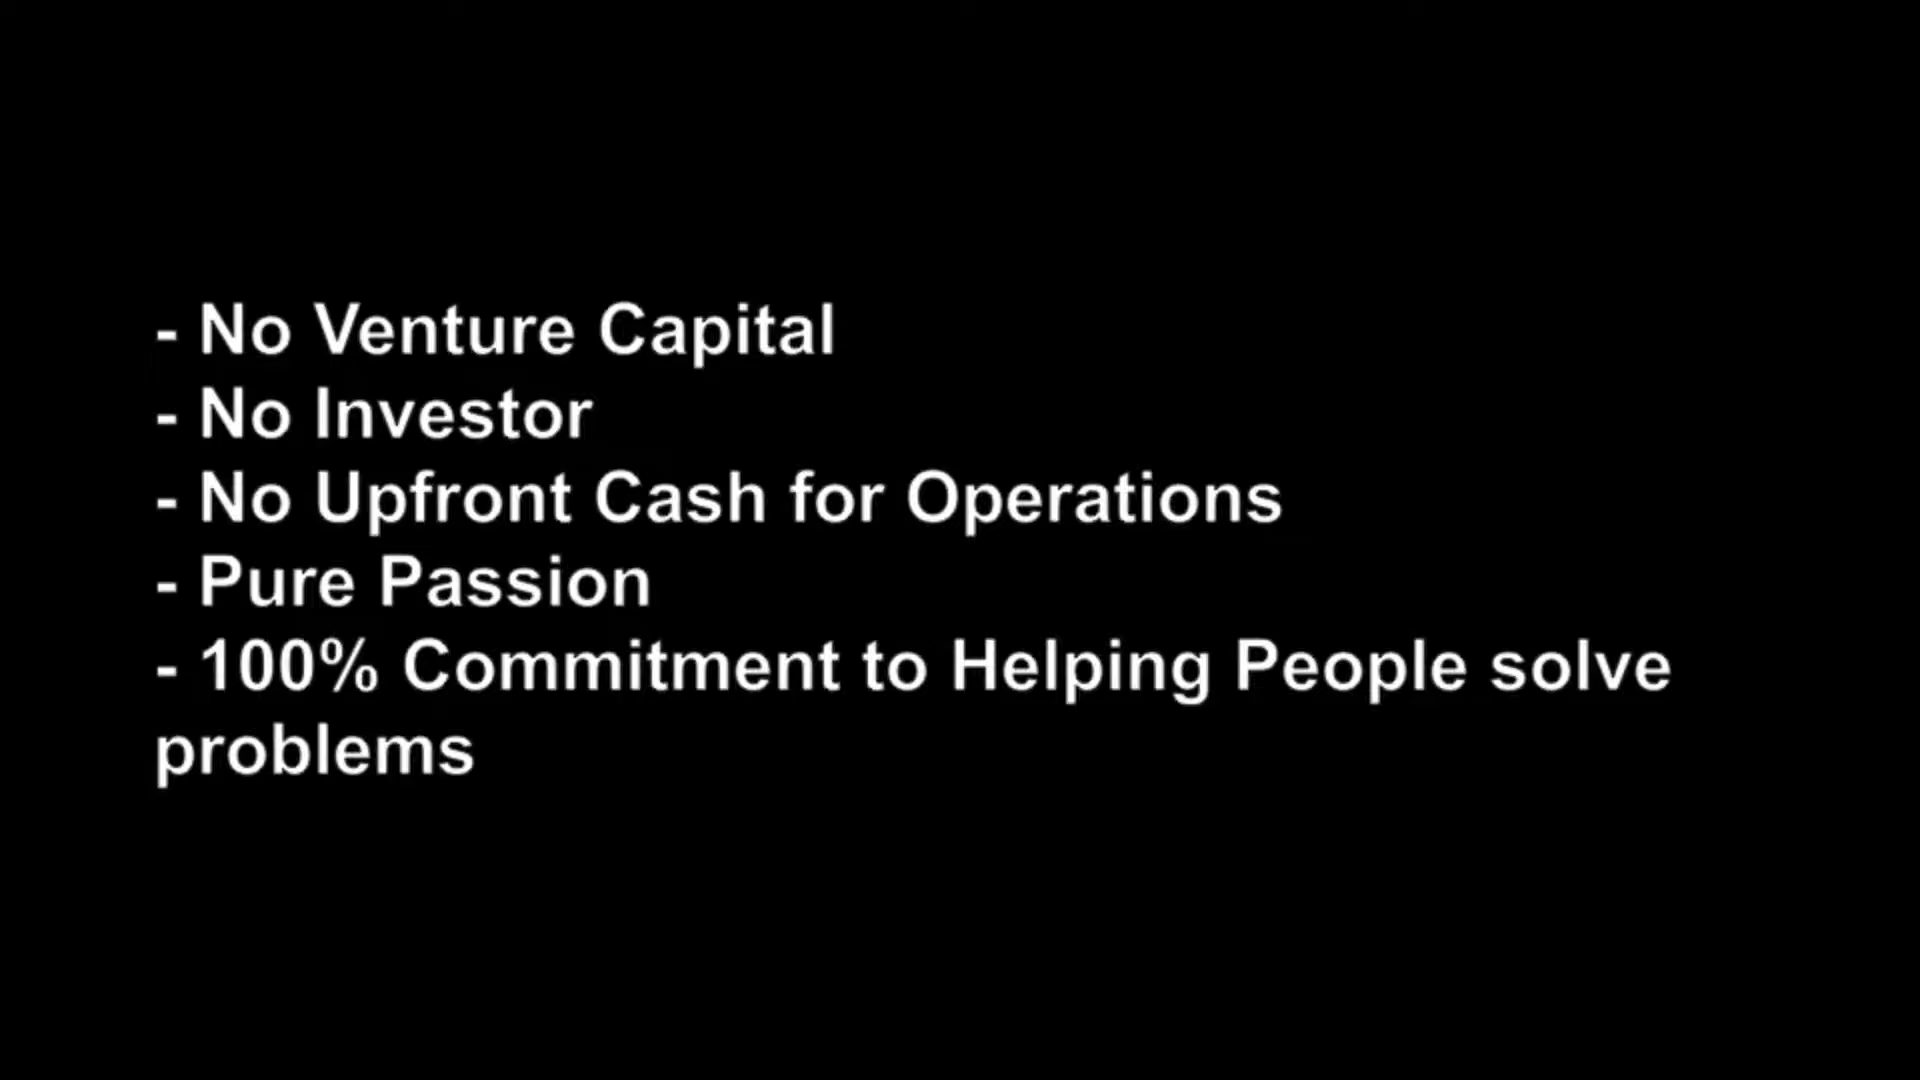 - No Venture Capital
- No Investor
- No Upfront Cash for Operations
- Pure Passion
- 100% Commitment to Helping People solve
problems